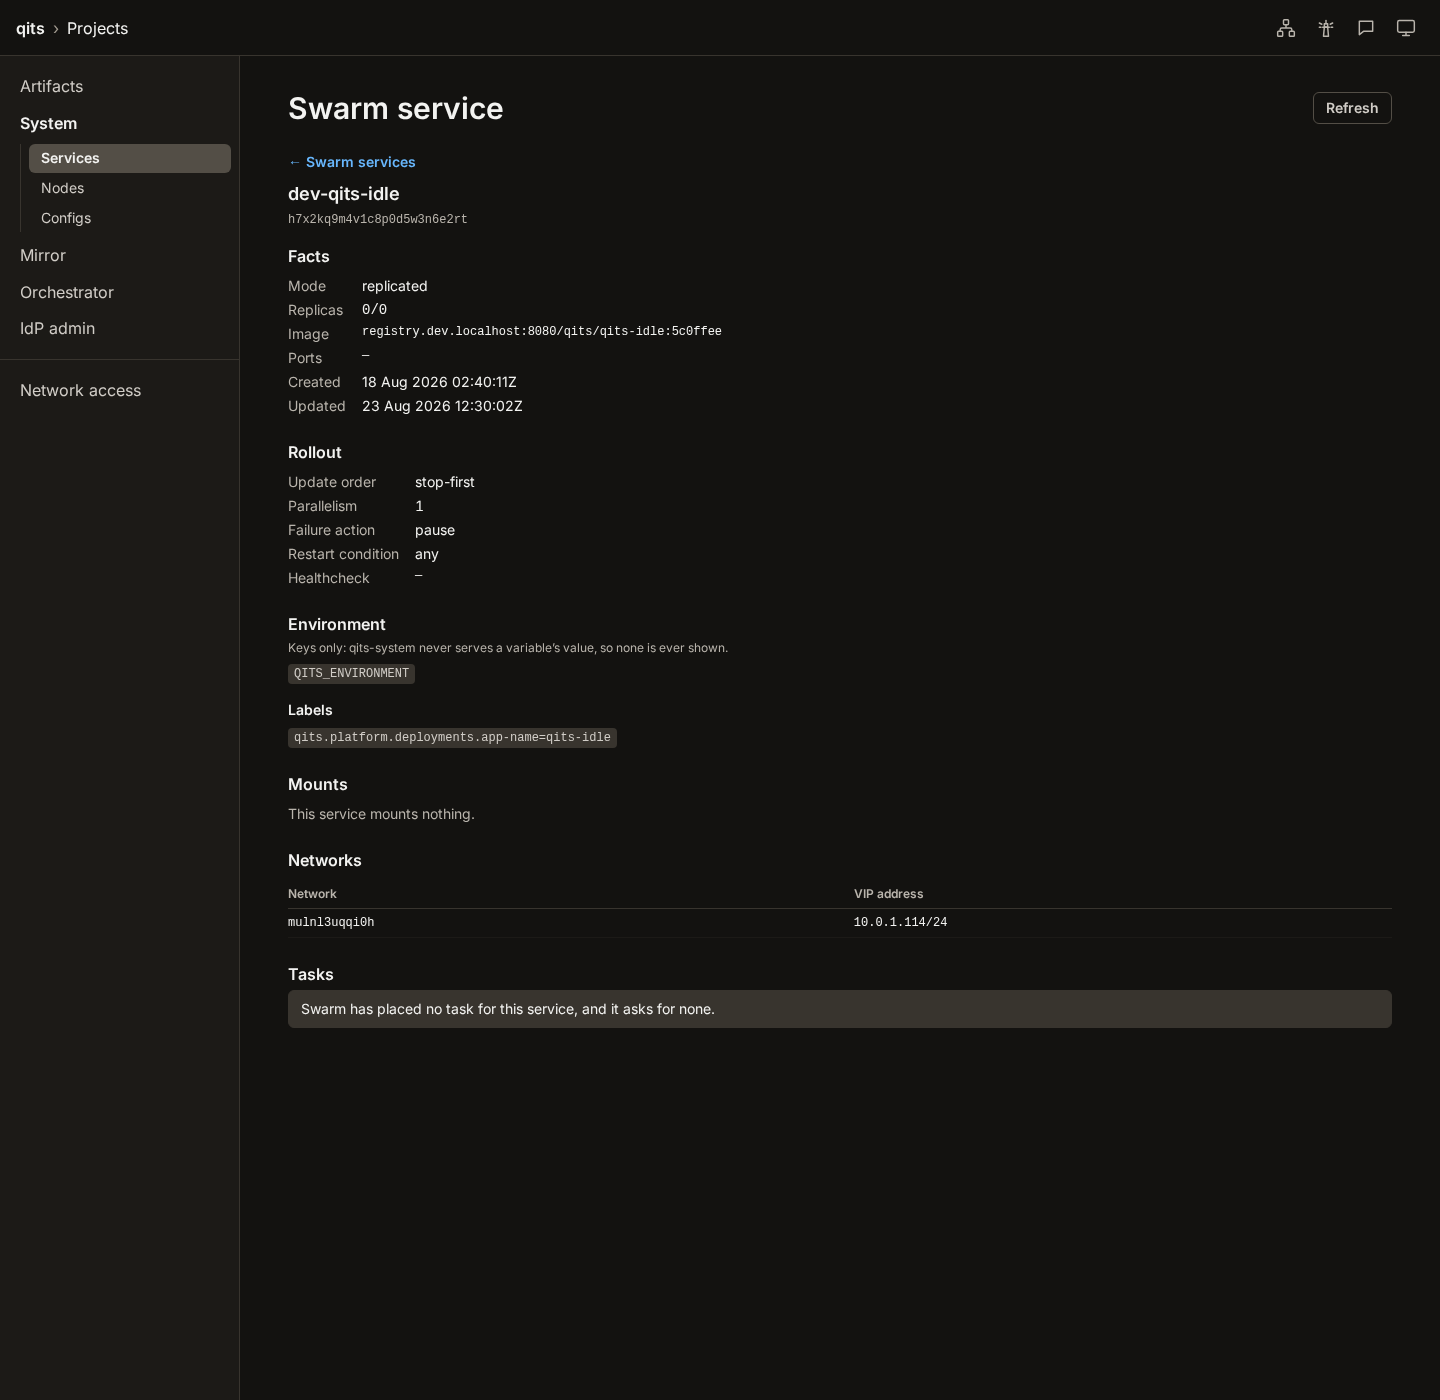 qits › Projects
Artifacts
System
Services
Nodes
Configs
Mirror
Orchestrator
IdP admin
Network access
Swarm service
Refresh
← Swarm services
dev-qits-idle
h7x2kq9m4v1c8p0d5w3n6e2rt
Facts
Mode replicated
Replicas 0/0
Image registry.dev.localhost:8080/qits/qits-idle:5c0ffee
Ports –
Created 18 Aug 2026 02:40:11Z
Updated 23 Aug 2026 12:30:02Z
Rollout
Update order stop-first
Parallelism 1
Failure action pause
Restart condition any
Healthcheck –
Environment
Keys only: qits-system never serves a variable’s value, so none is ever shown.
QITS_ENVIRONMENT
Labels
qits.platform.deployments.app-name=qits-idle
Mounts
This service mounts nothing.
Networks
Network VIP address
mulnl3uqqi0h 10.0.1.114/24
Tasks
Swarm has placed no task for this service, and it asks for none.